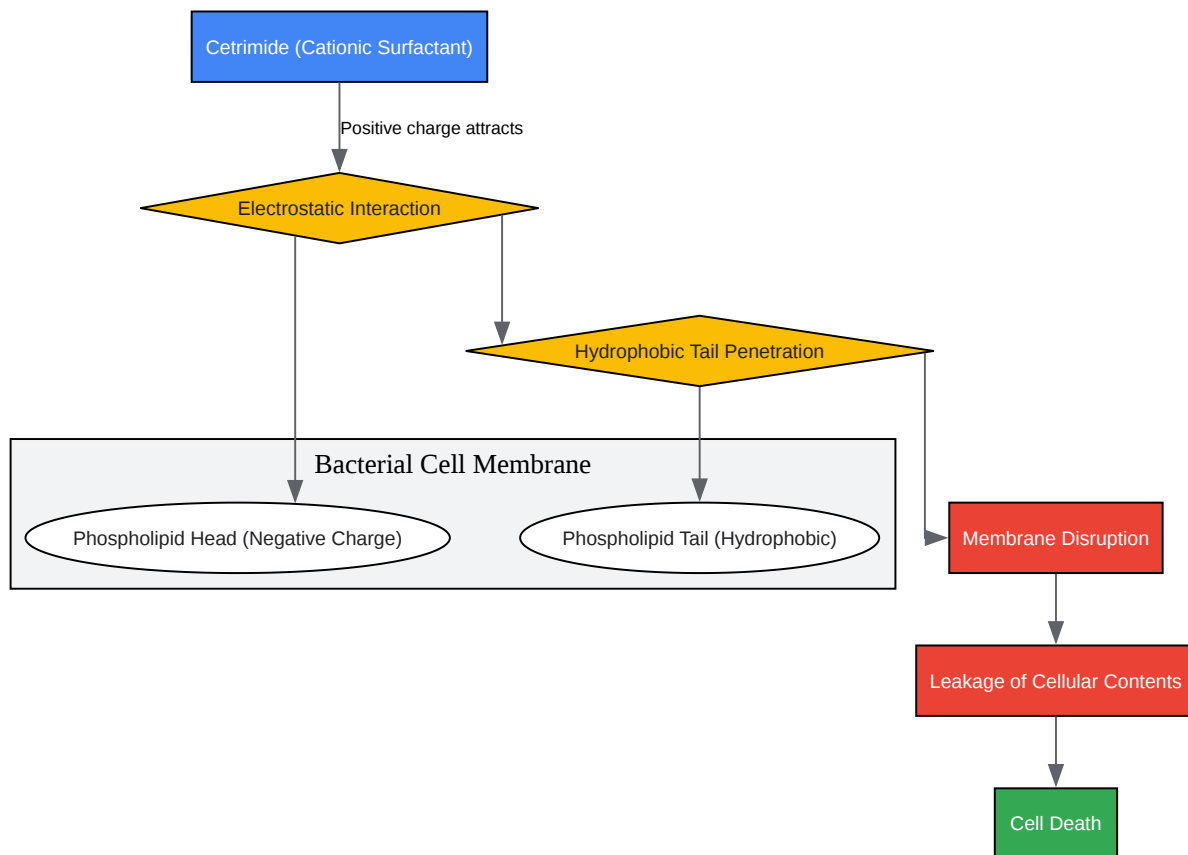 Cetrimide (Cationic Surfactant)
Positive charge attracts
Electrostatic Interaction
Hydrophobic Tail Penetration
Bacterial Cell Membrane
Phospholipid Head (Negative Charge)
Phospholipid Tail (Hydrophobic)
Membrane Disruption
Leakage of Cellular Contents
Cell Death